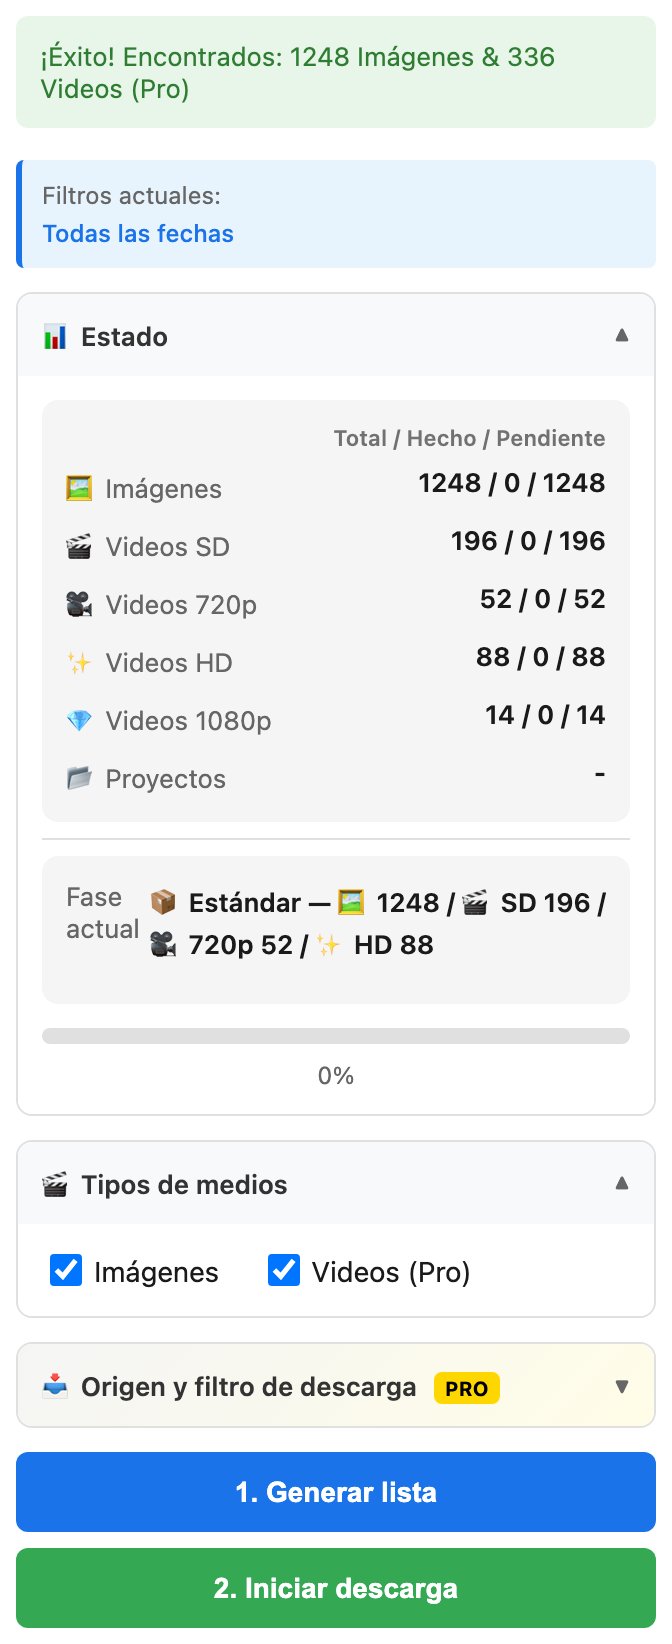 ¡Éxito! Encontrados: 1248 Imágenes & 336
Videos (Pro)
Filtros actuales:
Todas las fechas
Estado
Total / Hecho / Pendiente
Imágenes 1248 / 0 / 1248
Videos SD 196 / 0 / 196
Videos 720p 52 / 0 / 52
Videos HD 88 / 0 / 88
Videos 1080p 14 / 0 / 14
Proyectos -
Fase actual
Estándar — 1248 / SD 196 /
720p 52 / HD 88
0%
Tipos de medios
Imágenes Videos (Pro)
Origen y filtro de descarga PRO
1. Generar lista
2. Iniciar descarga